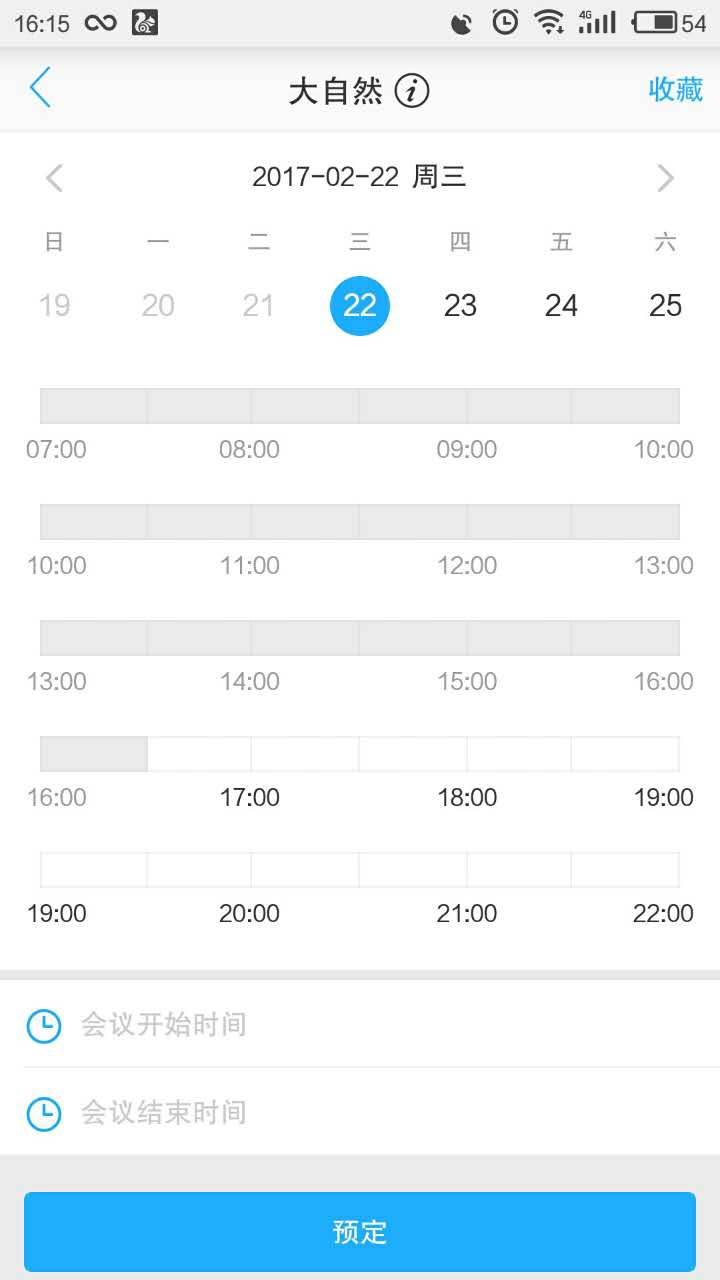 16:15 4G 54
大自然 i 收藏
2017-02-22 周三
日 一 二 三 四 五 六
19 20 21 22 23 24 25
07:00 08:00 09:00 10:00
10:00 11:00 12:00 13:00
13:00 14:00 15:00 16:00
16:00 17:00 18:00 19:00
19:00 20:00 21:00 22:00
会议开始时间
会议结束时间
预定